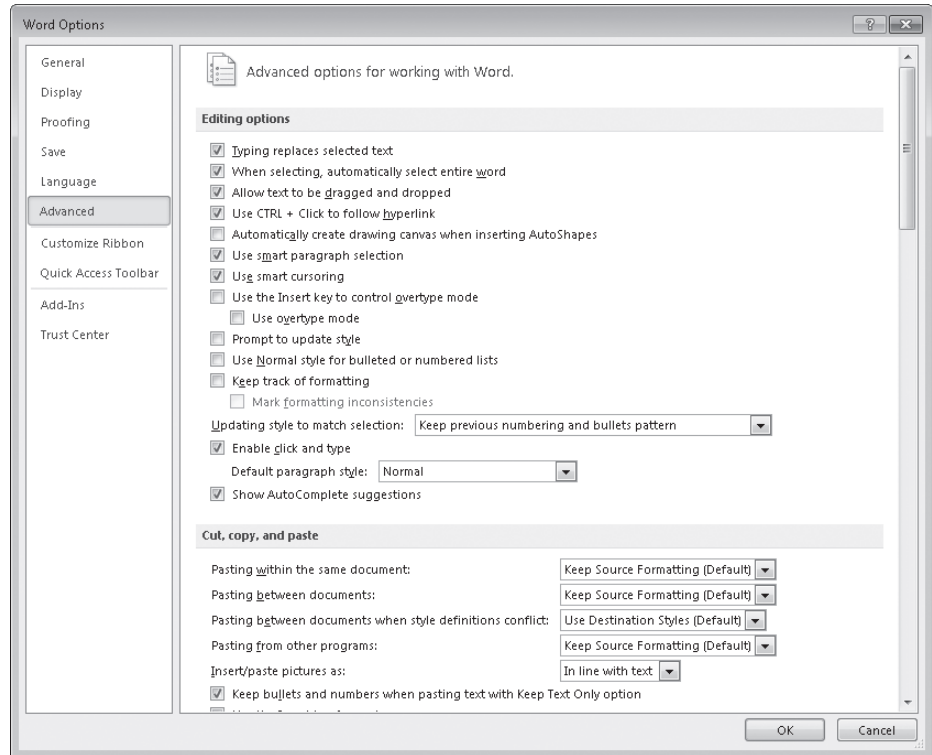 Word Options
General
Display
Proofing
Save
Language
Advanced
Customize Ribbon
Quick Access Toolbar
Add-Ins
Trust Center
Advanced options for working with Word.
Editing options
Typing replaces selected text
When selecting, automatically select entire word
Allow text to be dragged and dropped
Use CTRL + Click to follow hyperlink
Automatically create drawing canvas when inserting AutoShapes
Use smart paragraph selection
Use smart cursoring
Use the Insert key to control overtype mode
Use overtype mode
Prompt to update style
Use Normal style for bulleted or numbered lists
Keep track of formatting
Mark formatting inconsistencies
Updating style to match selection: Keep previous numbering and bullets pattern
Enable click and type
Default paragraph style: Normal
Show AutoComplete suggestions
Cut, copy, and paste
Pasting within the same document: Keep Source Formatting (Default)
Pasting between documents: Keep Source Formatting (Default)
Pasting between documents when style definitions conflict: Use Destination Styles (Default)
Pasting from other programs: Keep Source Formatting (Default)
Insert/paste pictures as: In line with text
Keep bullets and numbers when pasting text with Keep Text Only option
OK Cancel